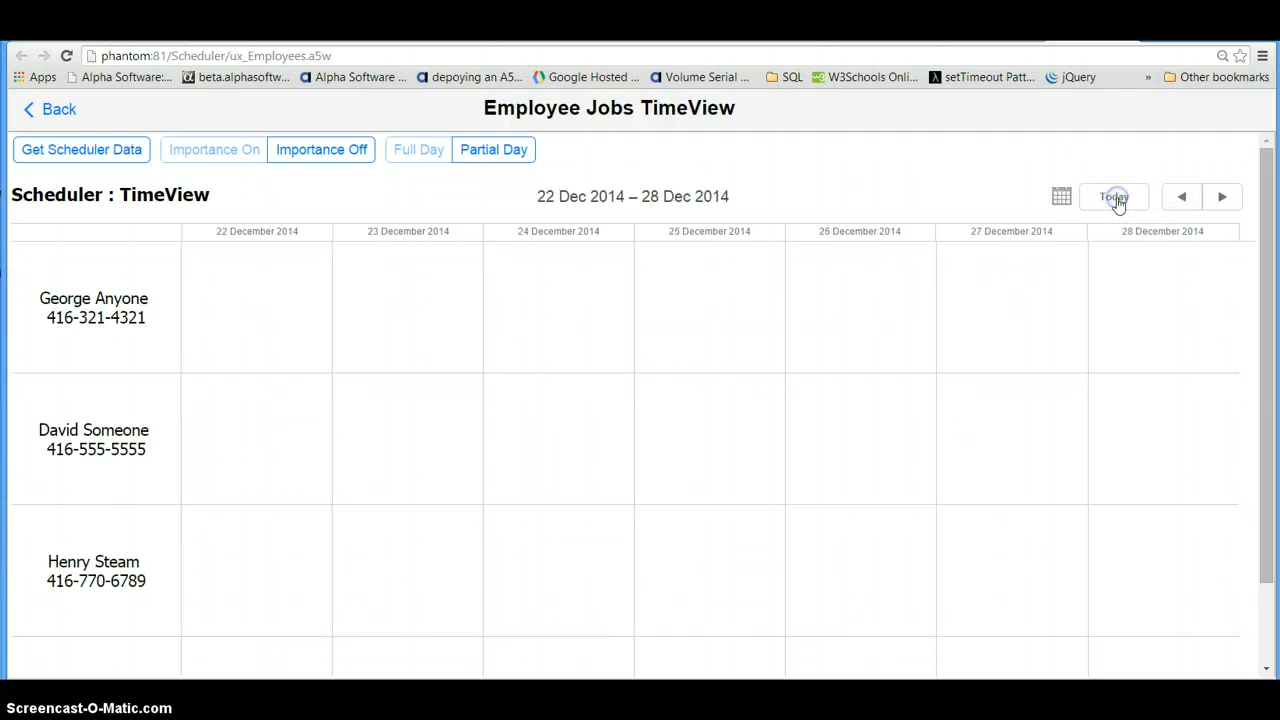 phantom:81/Scheduler/ux_Employees.a5w
Apps Alpha Software:... beta.alphasoftw... Alpha Software ... depoying an A5... Google Hosted ... Volume Serial ... SQL W3Schools Onli... setTimeout Patt... jQuery » Other bookmarks
Back Employee Jobs TimeView
Get Scheduler Data Importance On Importance Off Full Day Partial Day
Scheduler : TimeView 22 Dec 2014 – 28 Dec 2014 Today
22 December 2014 23 December 2014 24 December 2014 25 December 2014 26 December 2014 27 December 2014 28 December 2014
George Anyone
416-321-4321
David Someone
416-555-5555
Henry Steam
416-770-6789
Screencast-O-Matic.com